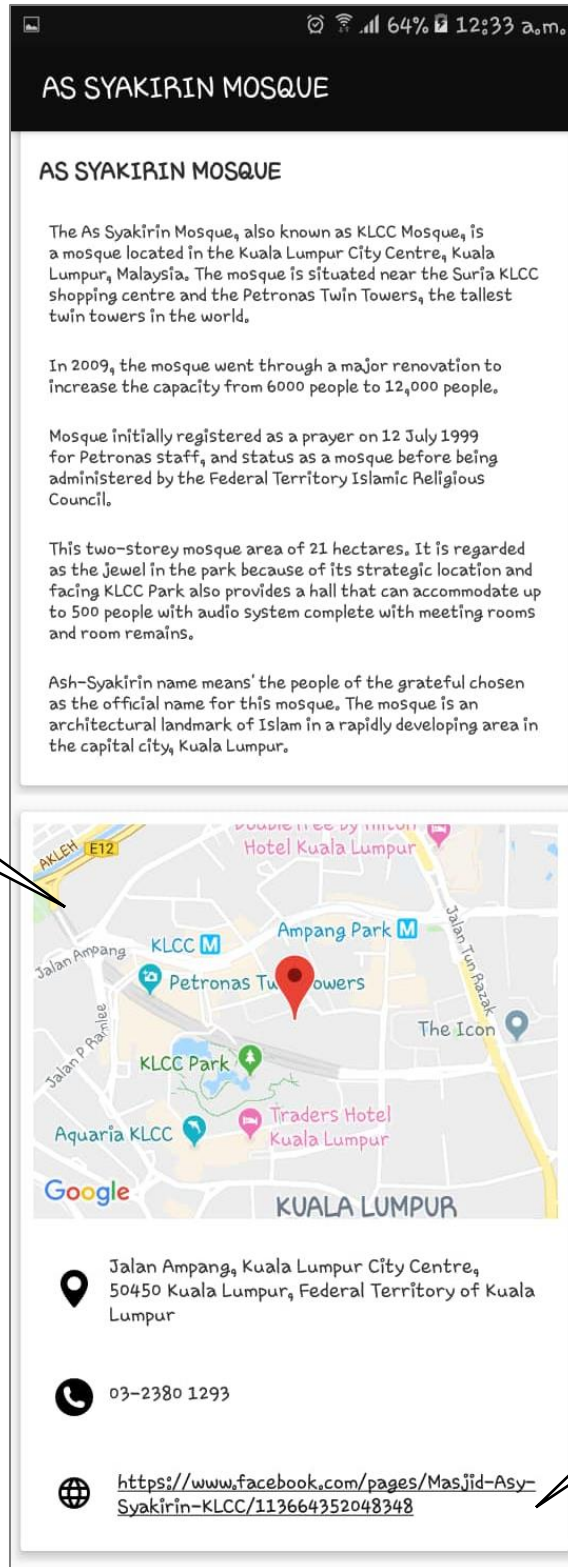 64% 12:33 a.m.
AS SYAKIRIN MOSQUE
AS SYAKIRIN MOSQUE
The As Syakirin Mosque, also known as KLCC Mosque, is
a mosque located in the Kuala Lumpur City Centre, Kuala
Lumpur, Malaysia. The mosque is situated near the Suria KLCC
shopping centre and the Petronas Twin Towers, the tallest
twin towers in the world.
In 2009, the mosque went through a major renovation to
increase the capacity from 6000 people to 12,000 people.
Mosque initially registered as a prayer on 12 July 1999
for Petronas staff, and status as a mosque before being
administered by the Federal Territory Islamic Religious
Council.
This two-storey mosque area of 21 hectares. It is regarded
as the jewel in the park because of its strategic location and
facing KLCC Park also provides a hall that can accommodate up
to 500 people with audio system complete with meeting rooms
and room remains.
Ash-Syakirin name means' the people of the grateful chosen
as the official name for this mosque. The mosque is an
architectural landmark of Islam in a rapidly developing area in
the capital city, Kuala Lumpur.
DoubleTree by Hilton
Hotel Kuala Lumpur
AKLEH E12
Ampang Park M
KLCC M
Jalan Ampang
Jalan Tun Razak
Petronas Tw owers
The Icon
Jalan P Ramlee
KLCC Park
Traders Hotel
Kuala Lumpur
Aquaria KLCC
Google
KUALA LUMPUR
Jalan Ampang, Kuala Lumpur City Centre,
50450 Kuala Lumpur, Federal Territory of Kuala
Lumpur
03-2380 1293
https://www.facebook.com/pages/Masjid-Asy-
Syakirin-KLCC/113664352048348